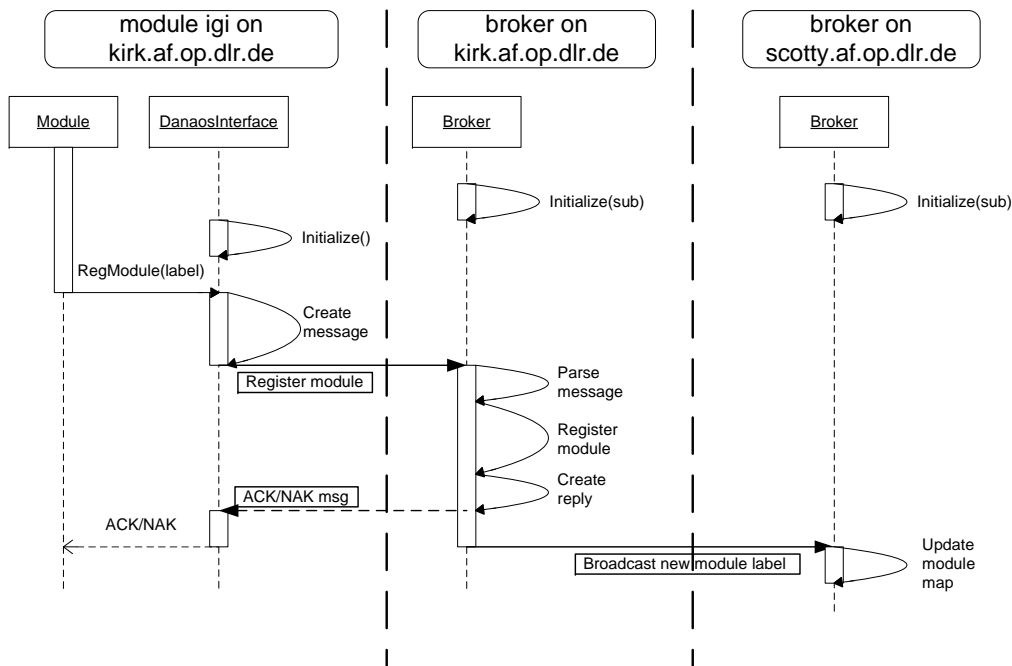 module igi on
kirk.af.op.dlr.de
broker on
kirk.af.op.dlr.de
broker on
scotty.af.op.dlr.de
Module
DanaosInterface
Broker
Broker
Initialize(sub)
Initialize(sub)
Initialize()
RegModule(label)
Create
message
Register module
Parse
message
Register
module
Create
reply
ACK/NAK msg
ACK/NAK
Broadcast new module label
Update
module
map